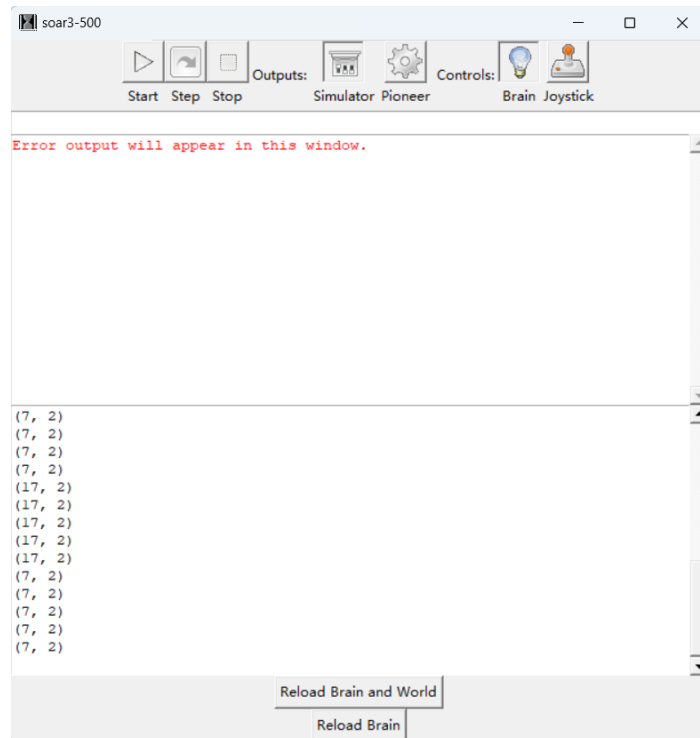 soar3-500
Outputs: Controls:
Start Step Stop Simulator Pioneer Brain Joystick
Error output will appear in this window.
(7, 2)
(7, 2)
(7, 2)
(7, 2)
(17, 2)
(17, 2)
(17, 2)
(17, 2)
(17, 2)
(7, 2)
(7, 2)
(7, 2)
(7, 2)
(7, 2)
Reload Brain and World
Reload Brain